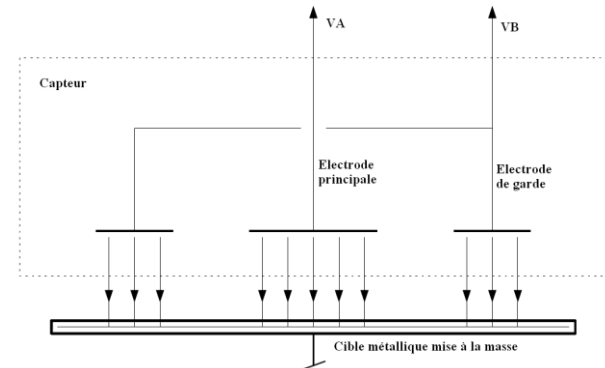 VA
VB
Capteur
Electrode
principale
Electrode
de garde
Cible métallique mise à la masse